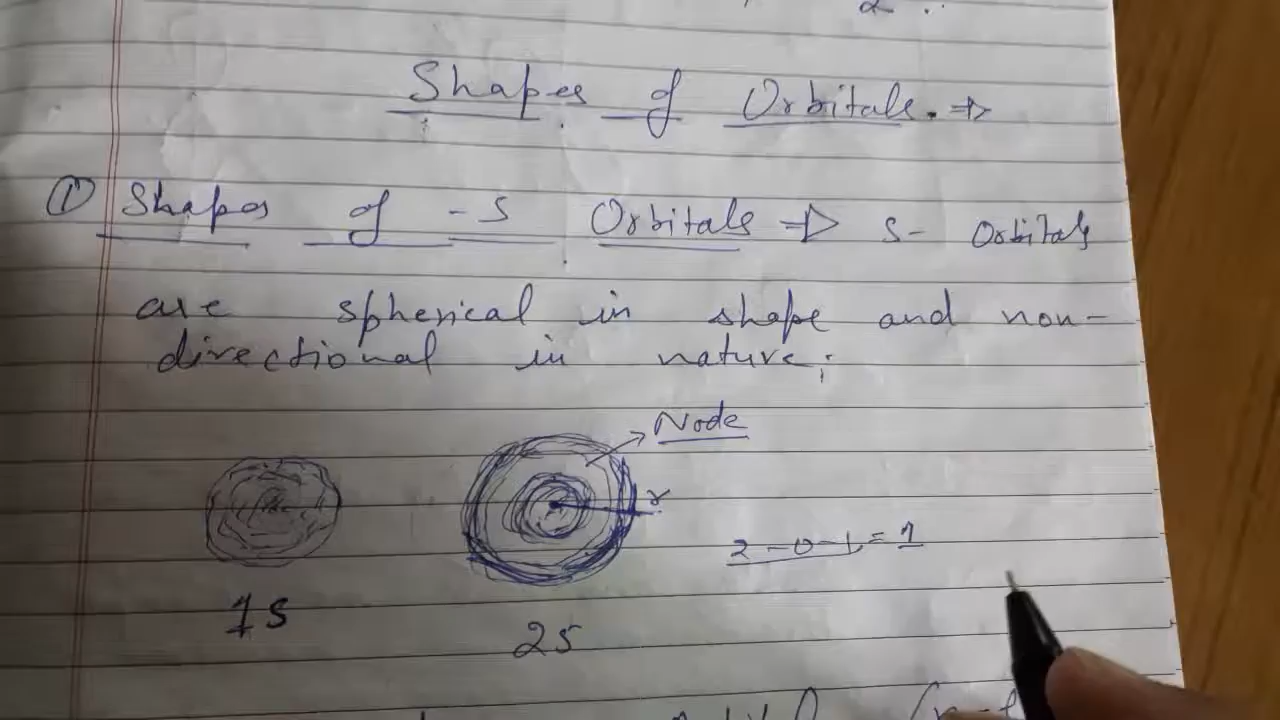 Shapes of Orbitals. ⇒
① Shapes of - s Orbitals ⇒ s- Orbitals
are spherical in shape and non-
directional in nature;
Node
r
2-0-1=1
1s
2s